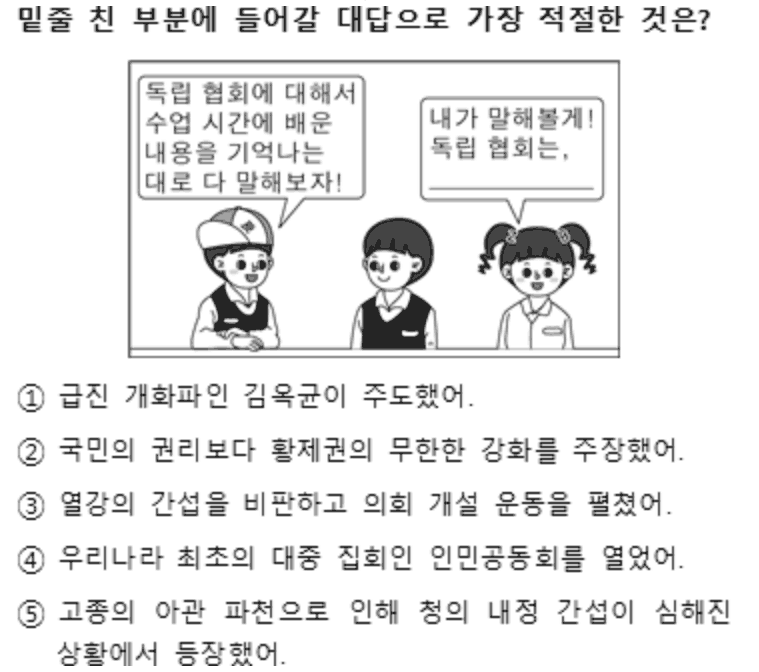 밑줄 친 부분에 들어갈 대답으로 가장 적절한 것은?
독립 협회에 대해서
수업 시간에 배운
내용을 기억나는
대로 다 말해보자!
내가 말해볼게!
독립 협회는,
① 급진 개화파인 김옥균이 주도했어.
② 국민의 권리보다 황제권의 무한한 강화를 주장했어.
③ 열강의 간섭을 비판하고 의회 개설 운동을 펼쳤어.
④ 우리나라 최초의 대중 집회인 인민공동회를 열었어.
⑤ 고종의 아관 파천으로 인해 청의 내정 간섭이 심해진
상황에서 등장했어.